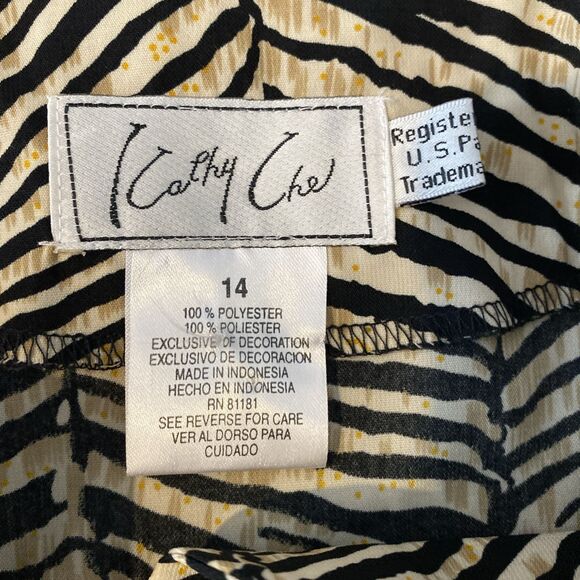 Kathy Che
Registe
U.S. Pa
Tradema
14
100 % POLYESTER
100 % POLIESTER
EXCLUSIVE OF DECORATION
EXCLUSIVO DE DECORACION
MADE IN INDONESIA
HECHO EN INDONESIA
RN 81181
SEE REVERSE FOR CARE
VER AL DORSO PARA
CUIDADO